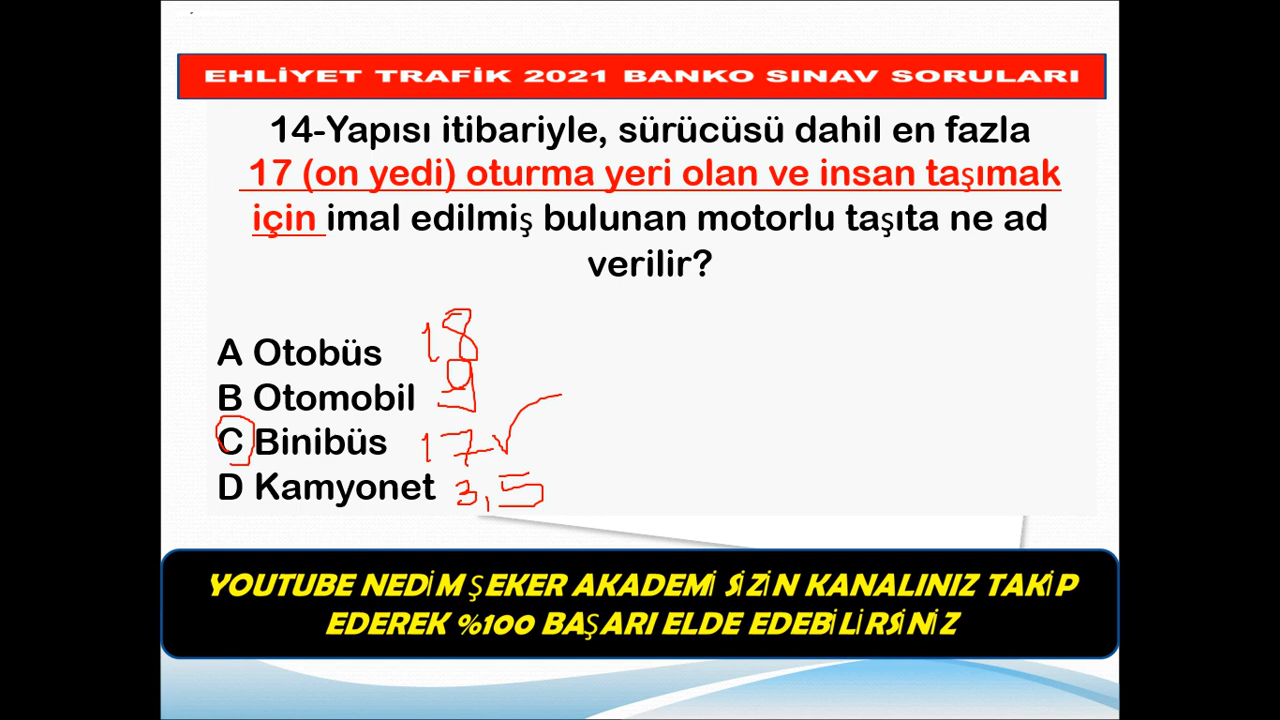 EHLİYET TRAFİK 2021 BANKO SINAV SORULARI
14-Yapısı itibariyle, sürücüsü dahil en fazla
17 (on yedi) oturma yeri olan ve insan taşımak
için imal edilmiş bulunan motorlu taşıta ne ad
verilir?
A Otobüs 18
B Otomobil 9
C Binibüs 17
D Kamyonet 3,5
YOUTUBE NEDİM ŞEKER AKADEMİ SİZİN KANALINIZ TAKİP
EDEREK %100 BAŞARI ELDE EDEBİLİRSİNİZ